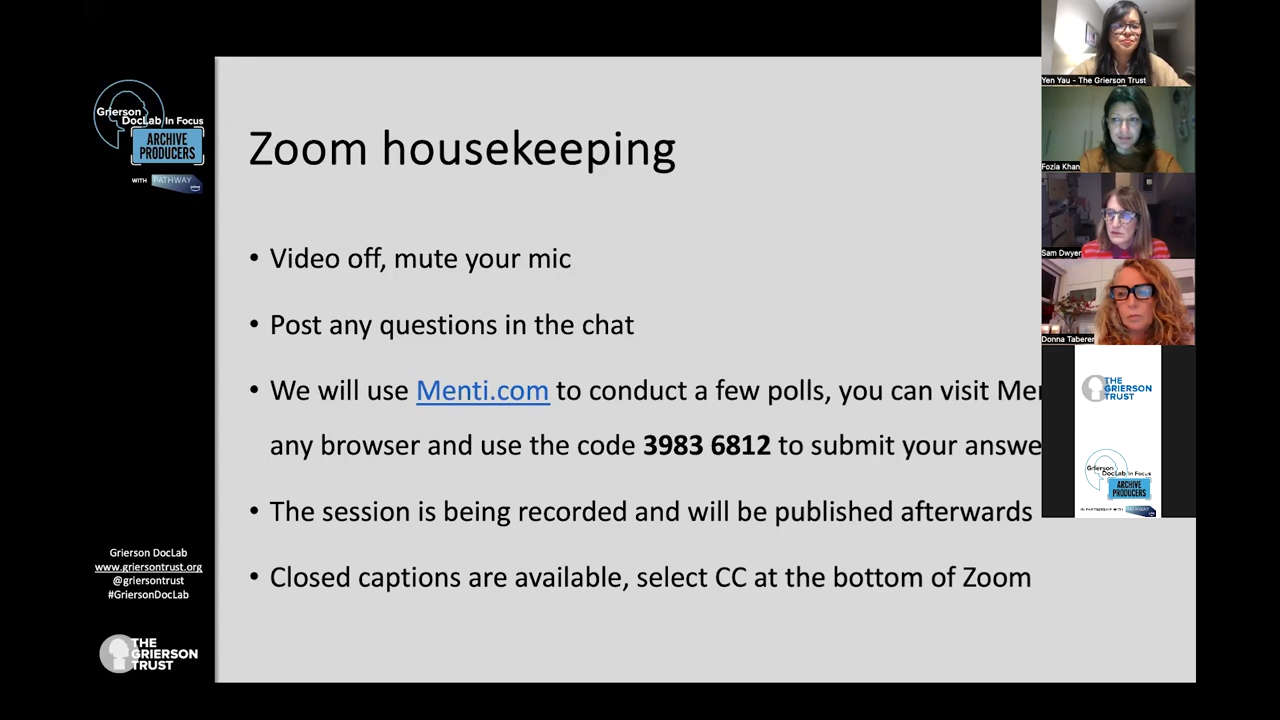 Grierson
DocLab In Focus
ARCHIVE
PRODUCERS
WITH PATHWAY
Zoom housekeeping
• Video off, mute your mic
• Post any questions in the chat
• We will use Menti.com to conduct a few polls, you can visit Me
any browser and use the code 3983 6812 to submit your answe
• The session is being recorded and will be published afterwards
• Closed captions are available, select CC at the bottom of Zoom
Grierson DocLab
www.griersontrust.org
@griersontrust
#GriersonDocLab
THE
GRIERSON
TRUST
Yen Yau - The Grierson Trust
Fozia Khan
Sam Dwyer
Donna Taberer
THE
GRIERSON
TRUST
Grierson
DocLab In Focus
ARCHIVE
PRODUCERS
IN PARTNERSHIP WITH PATHWAY